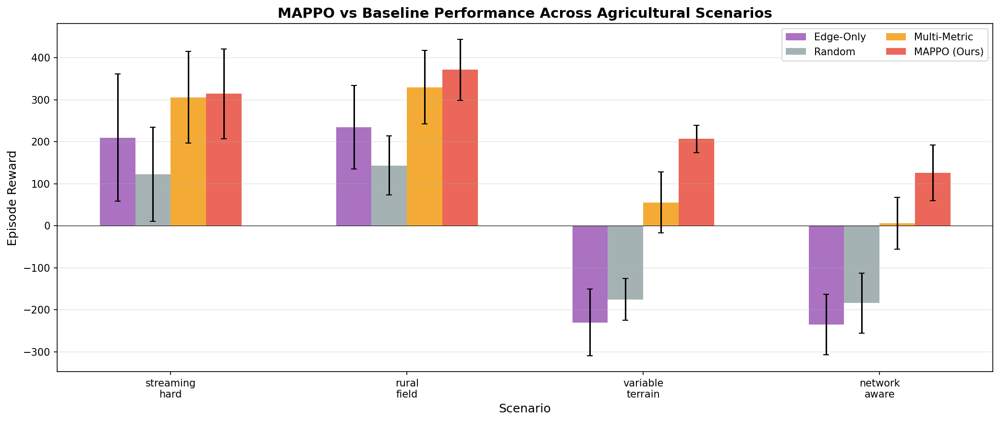 MAPPO vs Baseline Performance Across Agricultural Scenarios
Edge-Only
Random
Multi-Metric
MAPPO (Ours)
Episode Reward
400
300
200
100
0
−100
−200
−300
streaming
hard
rural
field
variable
terrain
network
aware
Scenario